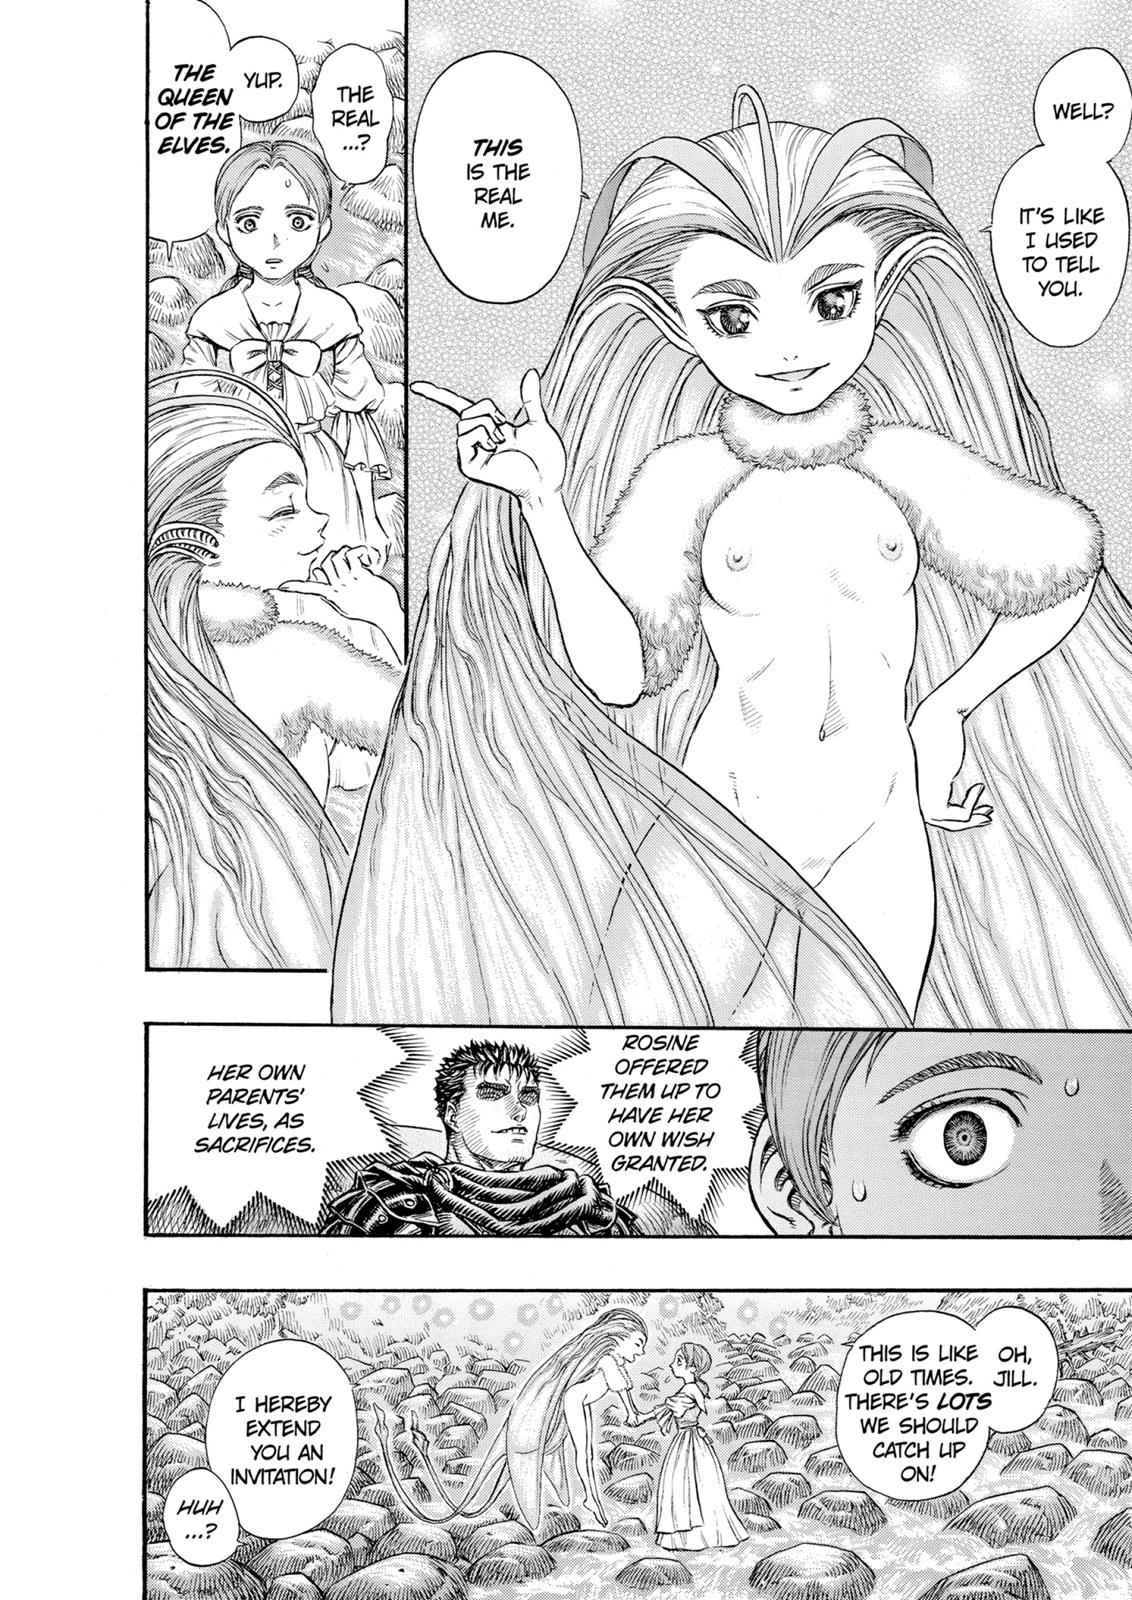 WELL?
IT'S LIKE
I USED
TO TELL
YOU.
THIS
IS THE
REAL
ME.
THE
REAL
...?
YUP.
THE
QUEEN
OF THE
ELVES.
ROSINE
OFFERED
THEM UP TO
HAVE HER
OWN WISH
GRANTED.
HER OWN
PARENTS'
LIVES, AS
SACRIFICES.
OH,
JILL.
THIS IS LIKE
OLD TIMES.
THERE'S LOTS
WE SHOULD
CATCH UP
ON!
I HEREBY
EXTEND
YOU AN
INVITATION!
HUH
...?